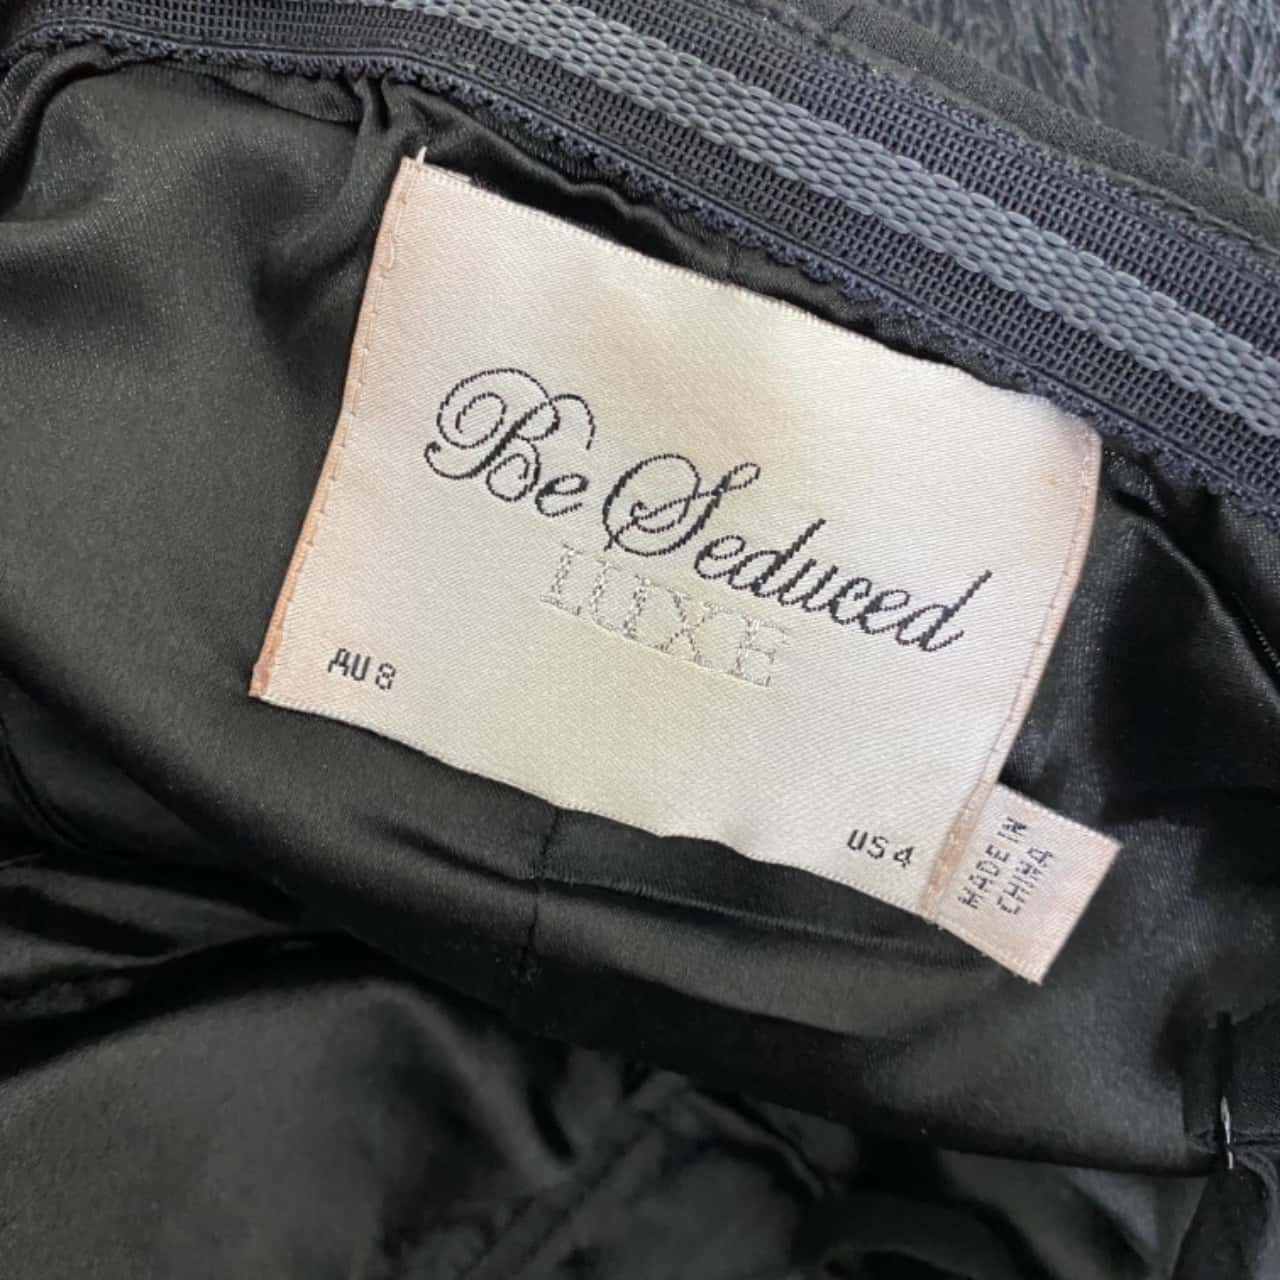 Be Seduced
LUXE
AU 8
US 4
MADE IN
CHINA